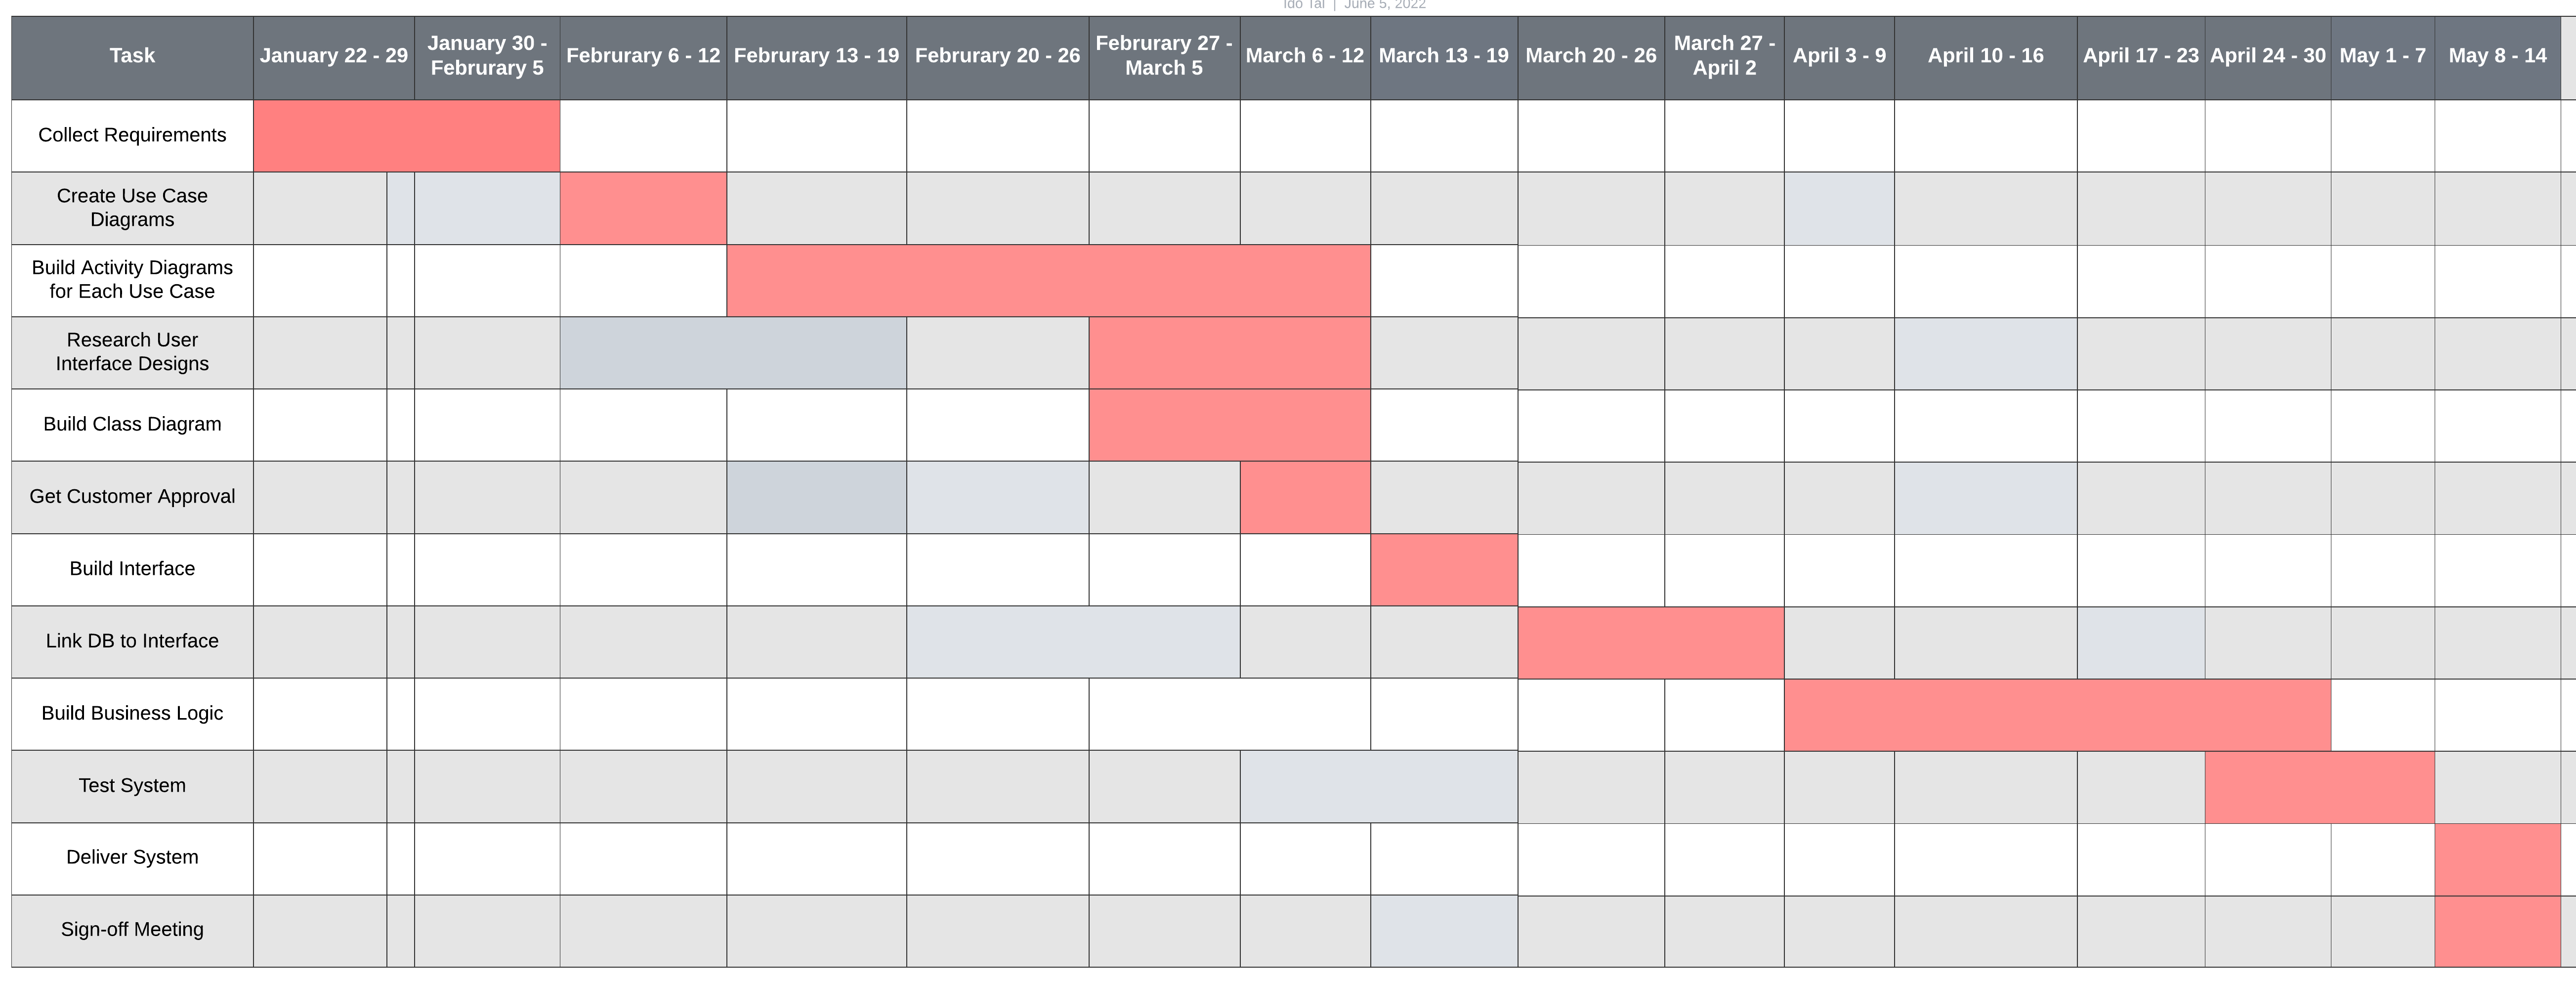 Ido Tal | June 5, 2022
Task
January 22 - 29
January 30 -
Februrary 5
Februrary 6 - 12
Februrary 13 - 19
Februrary 20 - 26
Februrary 27 -
March 5
March 6 - 12
March 13 - 19
March 20 - 26
March 27 -
April 2
April 3 - 9
April 10 - 16
April 17 - 23
April 24 - 30
May 1 - 7
May 8 - 14
Collect Requirements
Create Use Case
Diagrams
Build Activity Diagrams
for Each Use Case
Research User
Interface Designs
Build Class Diagram
Get Customer Approval
Build Interface
Link DB to Interface
Build Business Logic
Test System
Deliver System
Sign-off Meeting